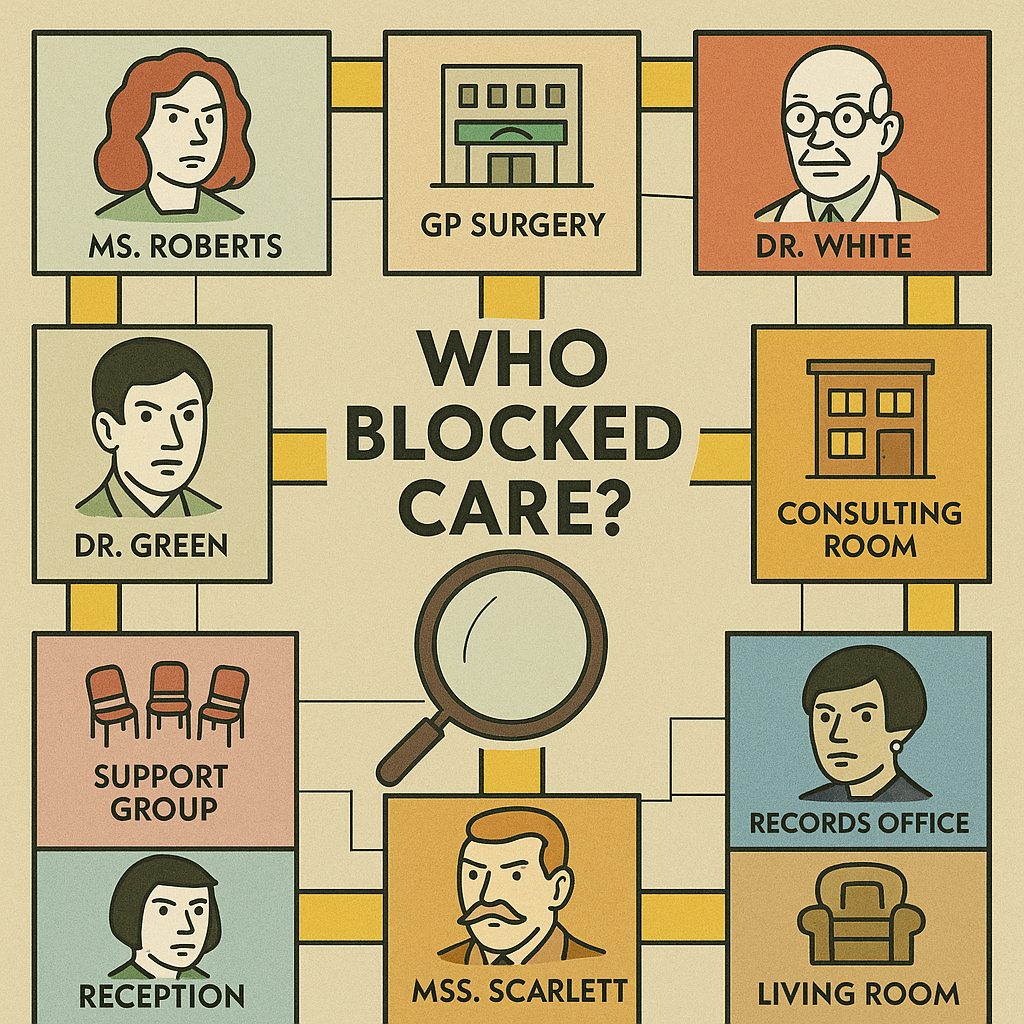 MS. ROBERTS
GP SURGERY
DR. WHITE
WHO
BLOCKED
CARE?
DR. GREEN
CONSULTING
ROOM
SUPPORT
GROUP
RECORDS OFFICE
RECEPTION
MSS. SCARLETT
LIVING ROOM